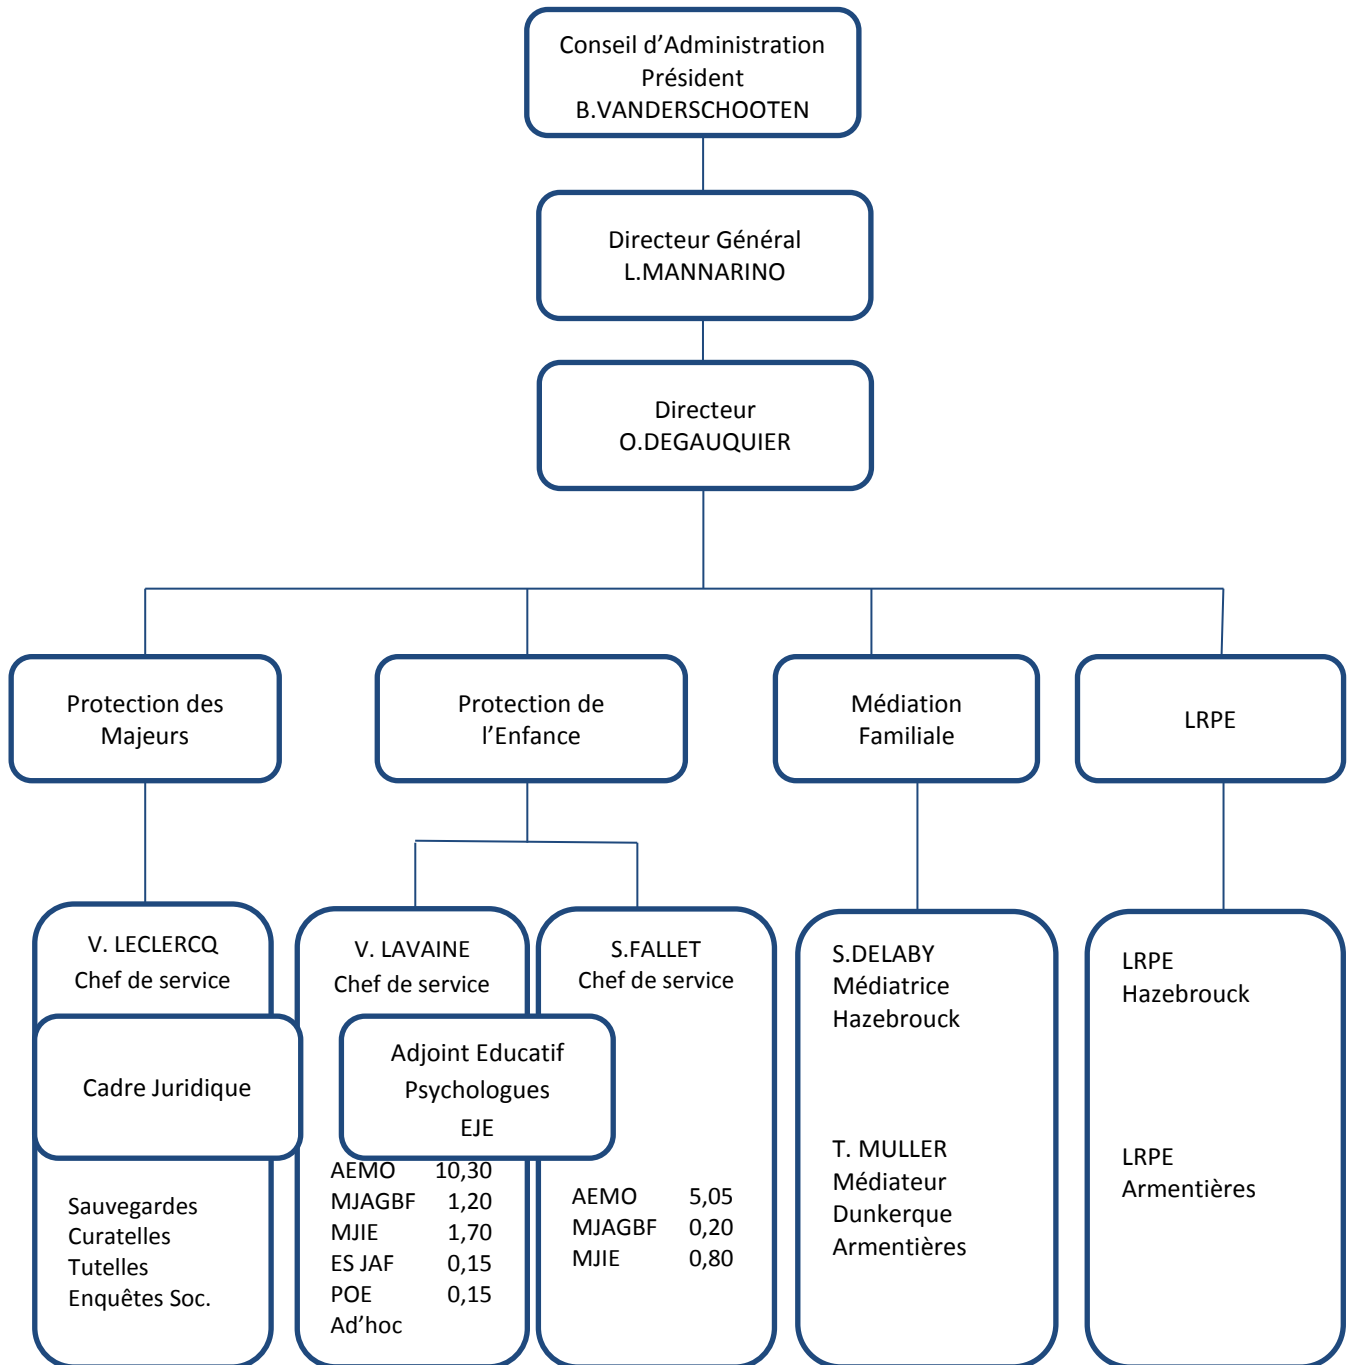 Conseil d’Administration
Président
B.VANDERSCHOOTEN
Directeur Général
L.MANNARINO
Directeur
O.DEGAUQUIER
Protection des
Majeurs
Protection de
l’Enfance
Médiation
Familiale
LRPE
V. LECLERCQ
Chef de service
Cadre Juridique
Sauvegardes
Curatelles
Tutelles
Enquêtes Soc.
V. LAVAINE
Chef de service
Adjoint Educatif
Psychologues
EJE
AEMO 10,30
MJAGBF 1,20
MJIE 1,70
ES JAF 0,15
POE 0,15
Ad’hoc
S.FALLET
Chef de service
AEMO 5,05
MJAGBF 0,20
MJIE 0,80
S.DELABY
Médiatrice
Hazebrouck
T. MULLER
Médiateur
Dunkerque
Armentières
LRPE
Hazebrouck
LRPE
Armentières